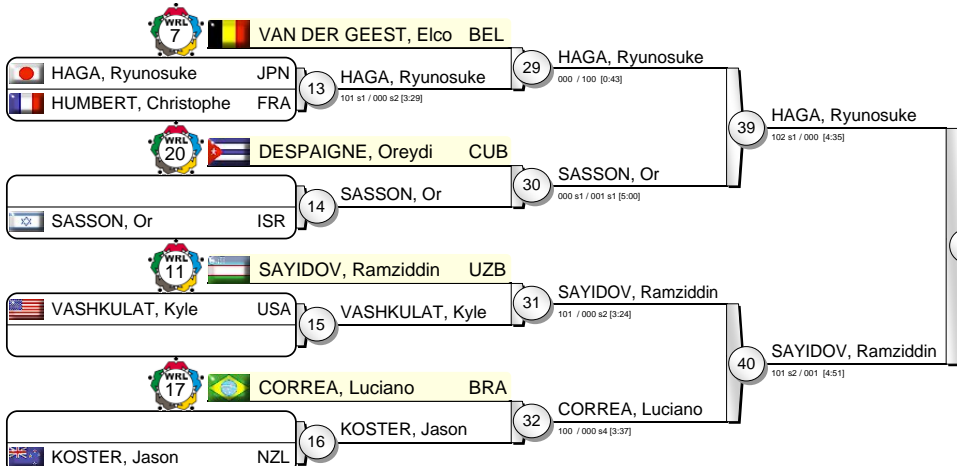 WRL
7
VAN DER GEEST, Elco BEL
HAGA, Ryunosuke JPN
HUMBERT, Christophe FRA
13
HAGA, Ryunosuke
101 s1 / 000 s2 [3:29]
29
HAGA, Ryunosuke
000 / 100 [0:43]
WRL
20
DESPAIGNE, Oreydi CUB
SASSON, Or ISR
14
SASSON, Or
30
SASSON, Or
000 s1 / 001 s1 [5:00]
39
HAGA, Ryunosuke
102 s1 / 000 [4:35]
WRL
11
SAYIDOV, Ramziddin UZB
VASHKULAT, Kyle USA
15
VASHKULAT, Kyle
31
SAYIDOV, Ramziddin
101 / 000 s2 [3:24]
WRL
17
CORREA, Luciano BRA
KOSTER, Jason NZL
16
KOSTER, Jason
32
CORREA, Luciano
100 / 000 s4 [3:37]
40
SAYIDOV, Ramziddin
101 s2 / 001 [4:51]